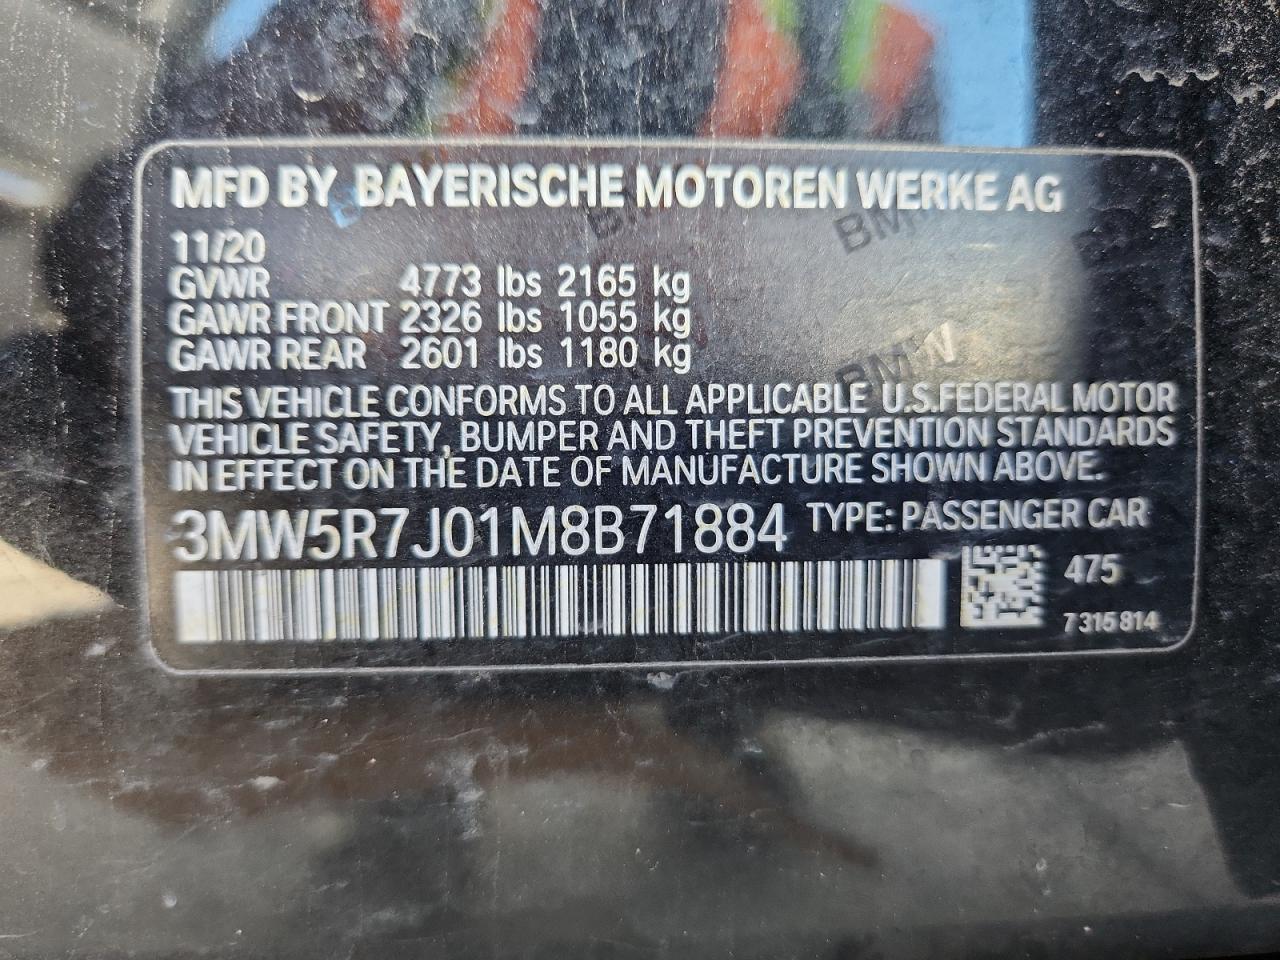 MFD BY BAYERISCHE MOTOREN WERKE AG
11/20
GVWR 4773 lbs 2165 kg
GAWR FRONT 2326 lbs 1055 kg
GAWR REAR 2601 lbs 1180 kg
THIS VEHICLE CONFORMS TO ALL APPLICABLE U.S.FEDERAL MOTOR
VEHICLE SAFETY, BUMPER AND THEFT PREVENTION STANDARDS
IN EFFECT ON THE DATE OF MANUFACTURE SHOWN ABOVE.
3MW5R7J01M8B71884 TYPE: PASSENGER CAR
475
7 315 814
BMW
BMW